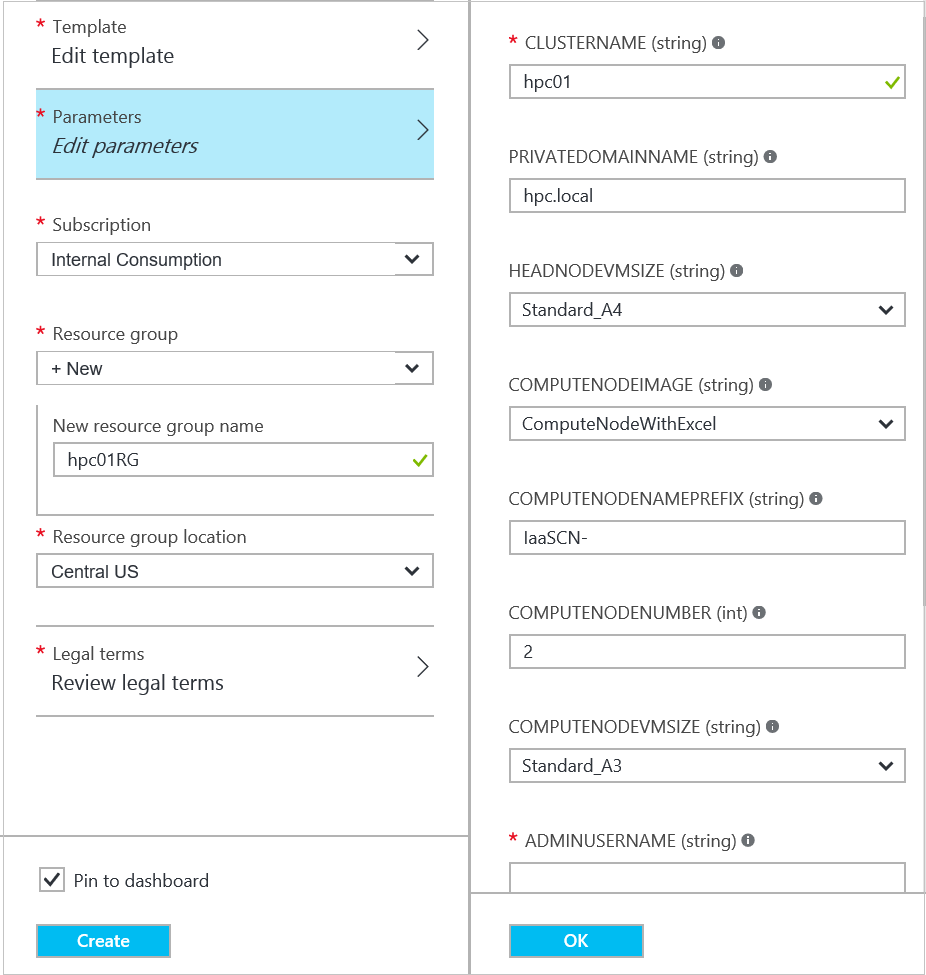 * Template
Edit template
* Parameters
Edit parameters
* Subscription
Internal Consumption
* Resource group
+ New
New resource group name
hpc01RG
* Resource group location
Central US
* Legal terms
Review legal terms
Pin to dashboard
Create
* CLUSTERNAME (string)
hpc01
PRIVATEDOMAINNAME (string)
hpc.local
HEADNODEVMSIZE (string)
Standard_A4
COMPUTENODEIMAGE (string)
ComputeNodeWithExcel
COMPUTENODENAMEPREFIX (string)
IaaSCN-
COMPUTENODENUMBER (int)
2
COMPUTENODEVMSIZE (string)
Standard_A3
* ADMINUSERNAME (string)
OK